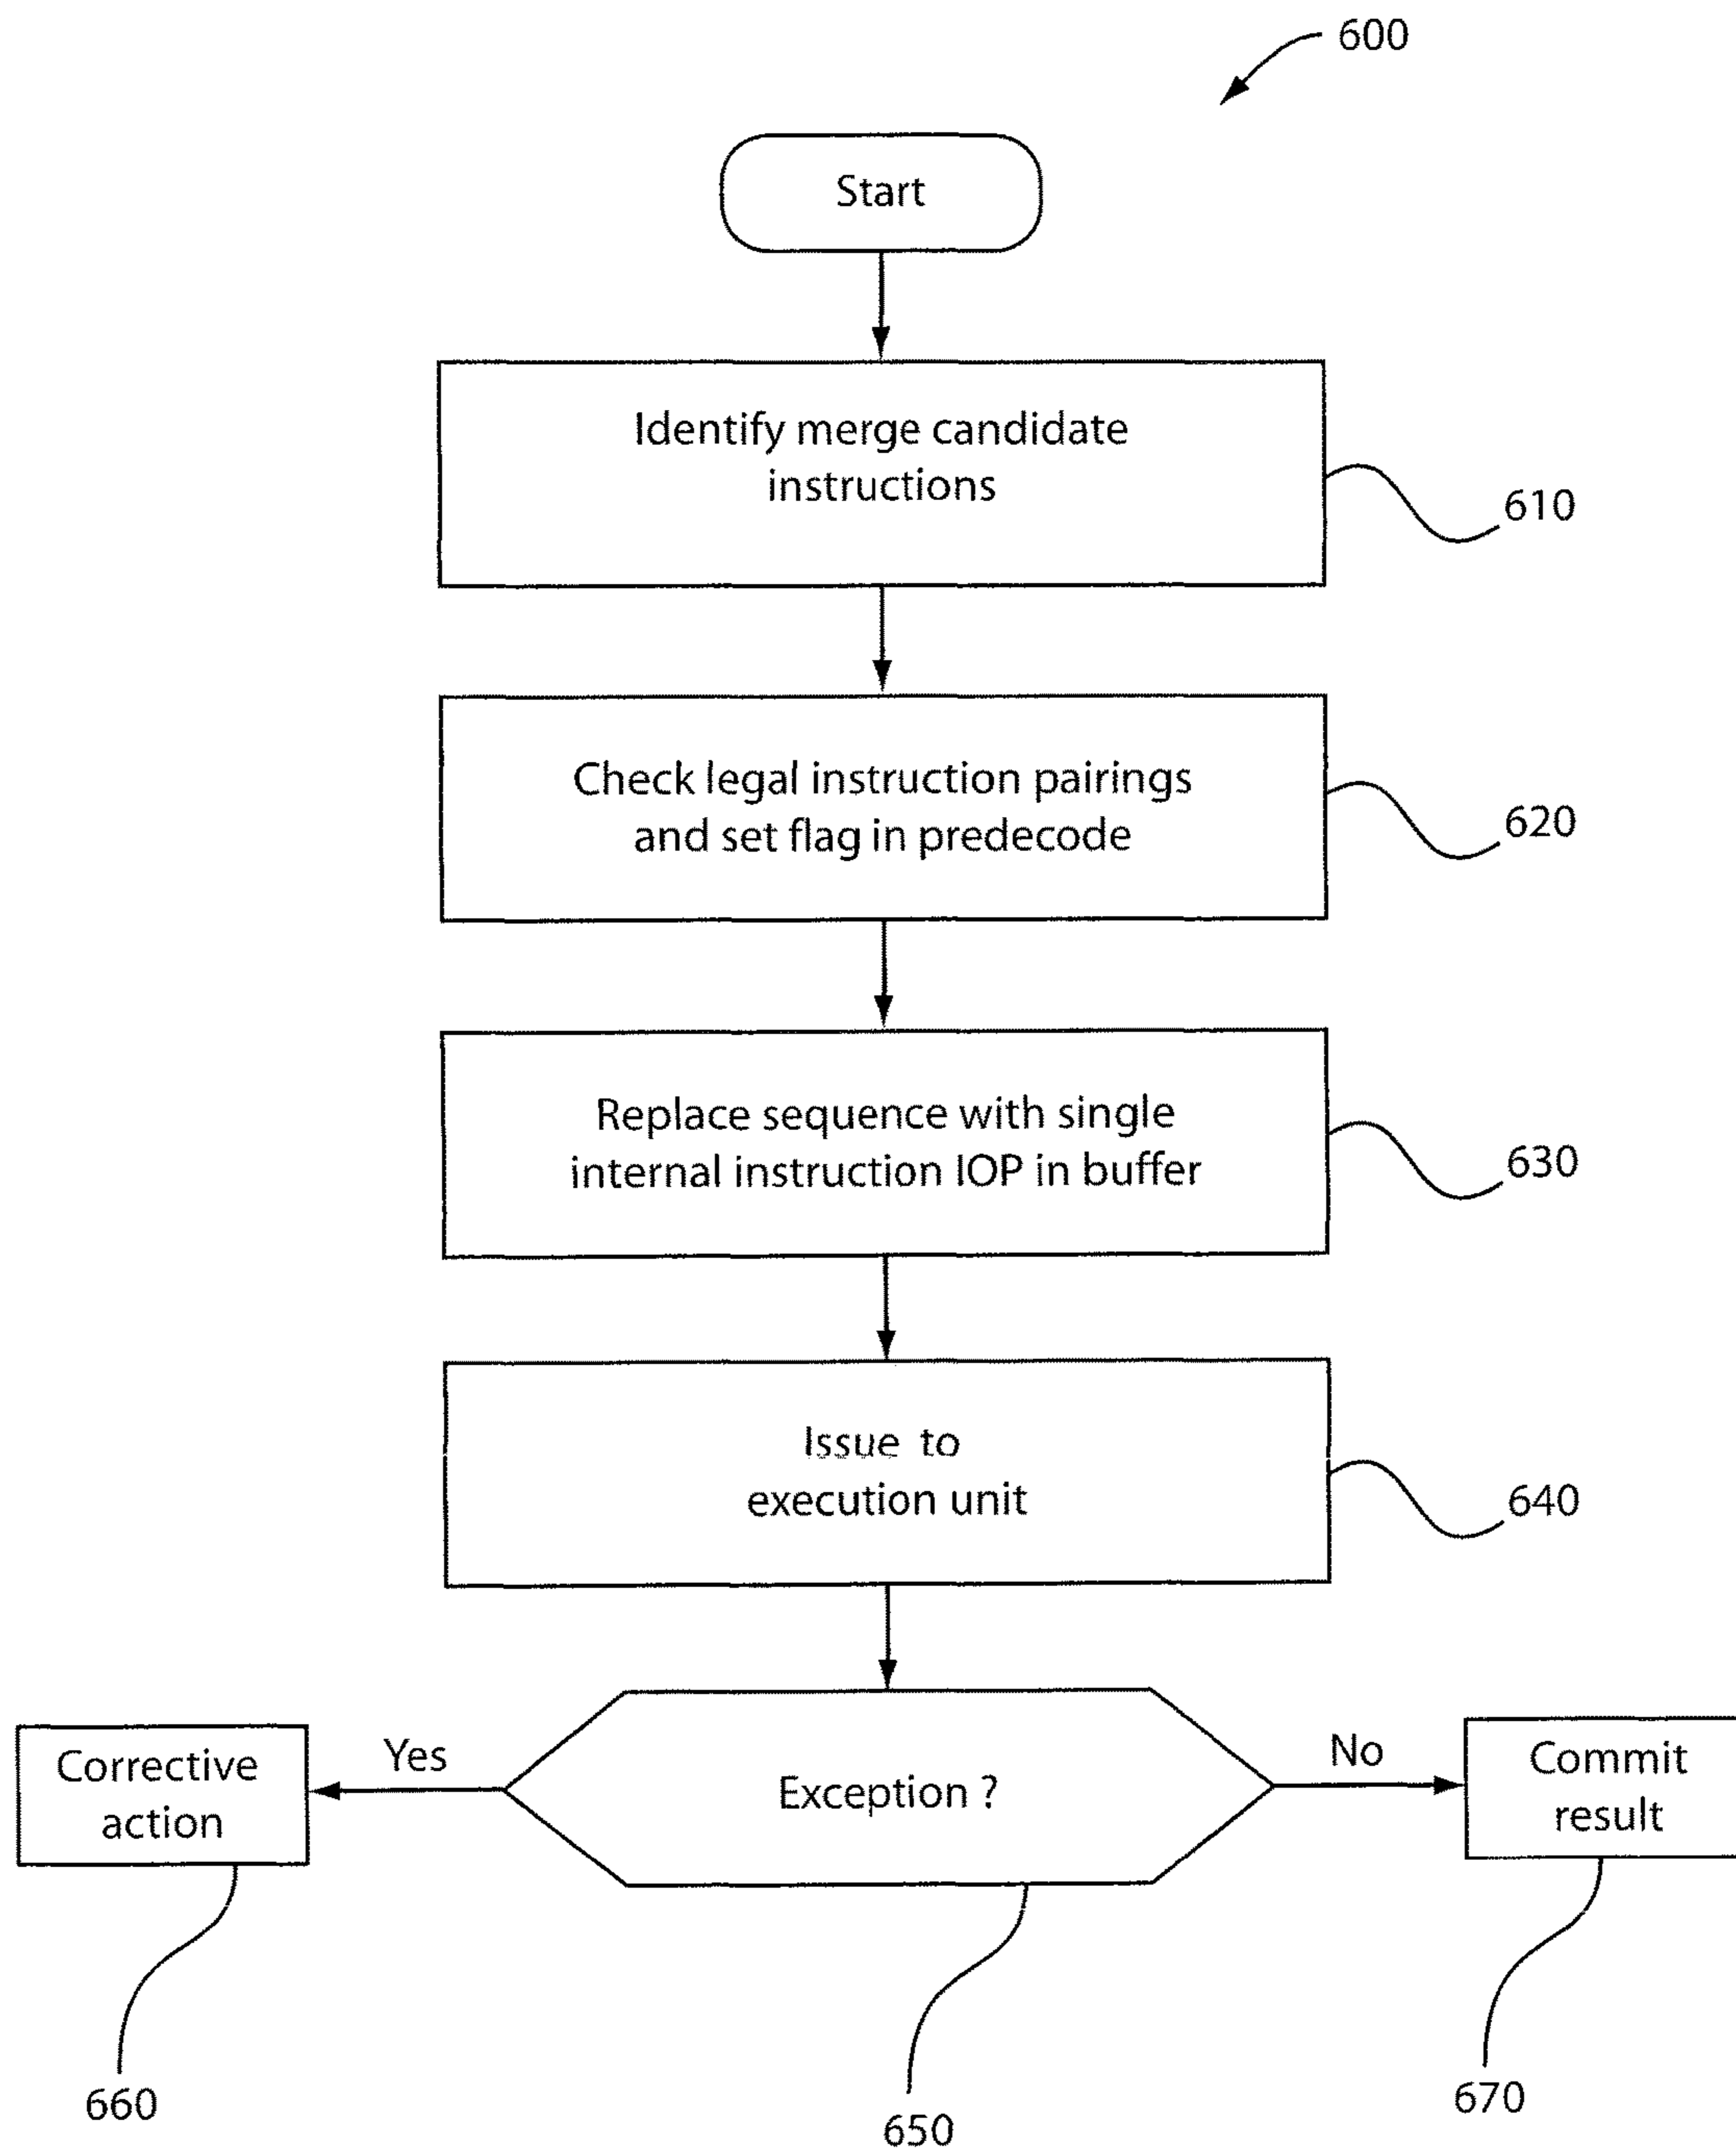 600
Start
Identify merge candidate
instructions
610
Check legal instruction pairings
and set flag in predecode
620
Replace sequence with single
internal instruction IOP in buffer
630
Issue to
execution unit
640
Corrective
action
Yes
Exception ?
No
Commit
result
660
650
670